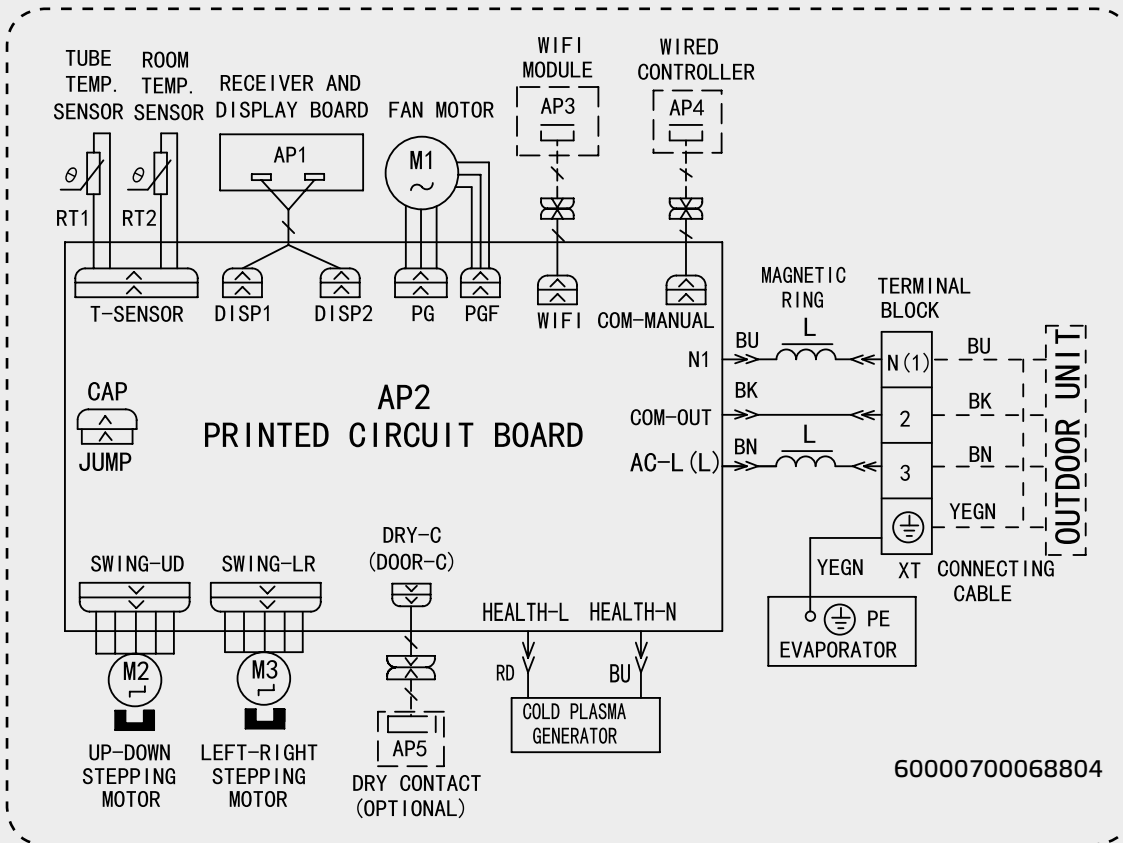 TUBE
TEMP.
SENSOR
ROOM
TEMP.
SENSOR
RECEIVER AND
DISPLAY BOARD
FAN MOTOR
WIFI
MODULE
WIRED
CONTROLLER
AP1
M1
AP3
AP4
θ
θ
RT1
RT2
T-SENSOR
DISP1
DISP2
PG
PGF
WIFI
COM-MANUAL
MAGNETIC
RING
TERMINAL
BLOCK
N1
BU
L
N(1)
BU
CAP
JUMP
AP2
PRINTED CIRCUIT BOARD
COM-OUT
BK
2
BK
AC-L(L)
BN
L
3
BN
YEGN
OUTDOOR UNIT
YEGN
XT
CONNECTING
CABLE
PE
EVAPORATOR
SWING-UD
SWING-LR
DRY-C
(DOOR-C)
HEALTH-L
HEALTH-N
M2
M3
RD
BU
COLD PLASMA
GENERATOR
AP5
UP-DOWN
STEPPING
MOTOR
LEFT-RIGHT
STEPPING
MOTOR
DRY CONTACT
(OPTIONAL)
60000700068804